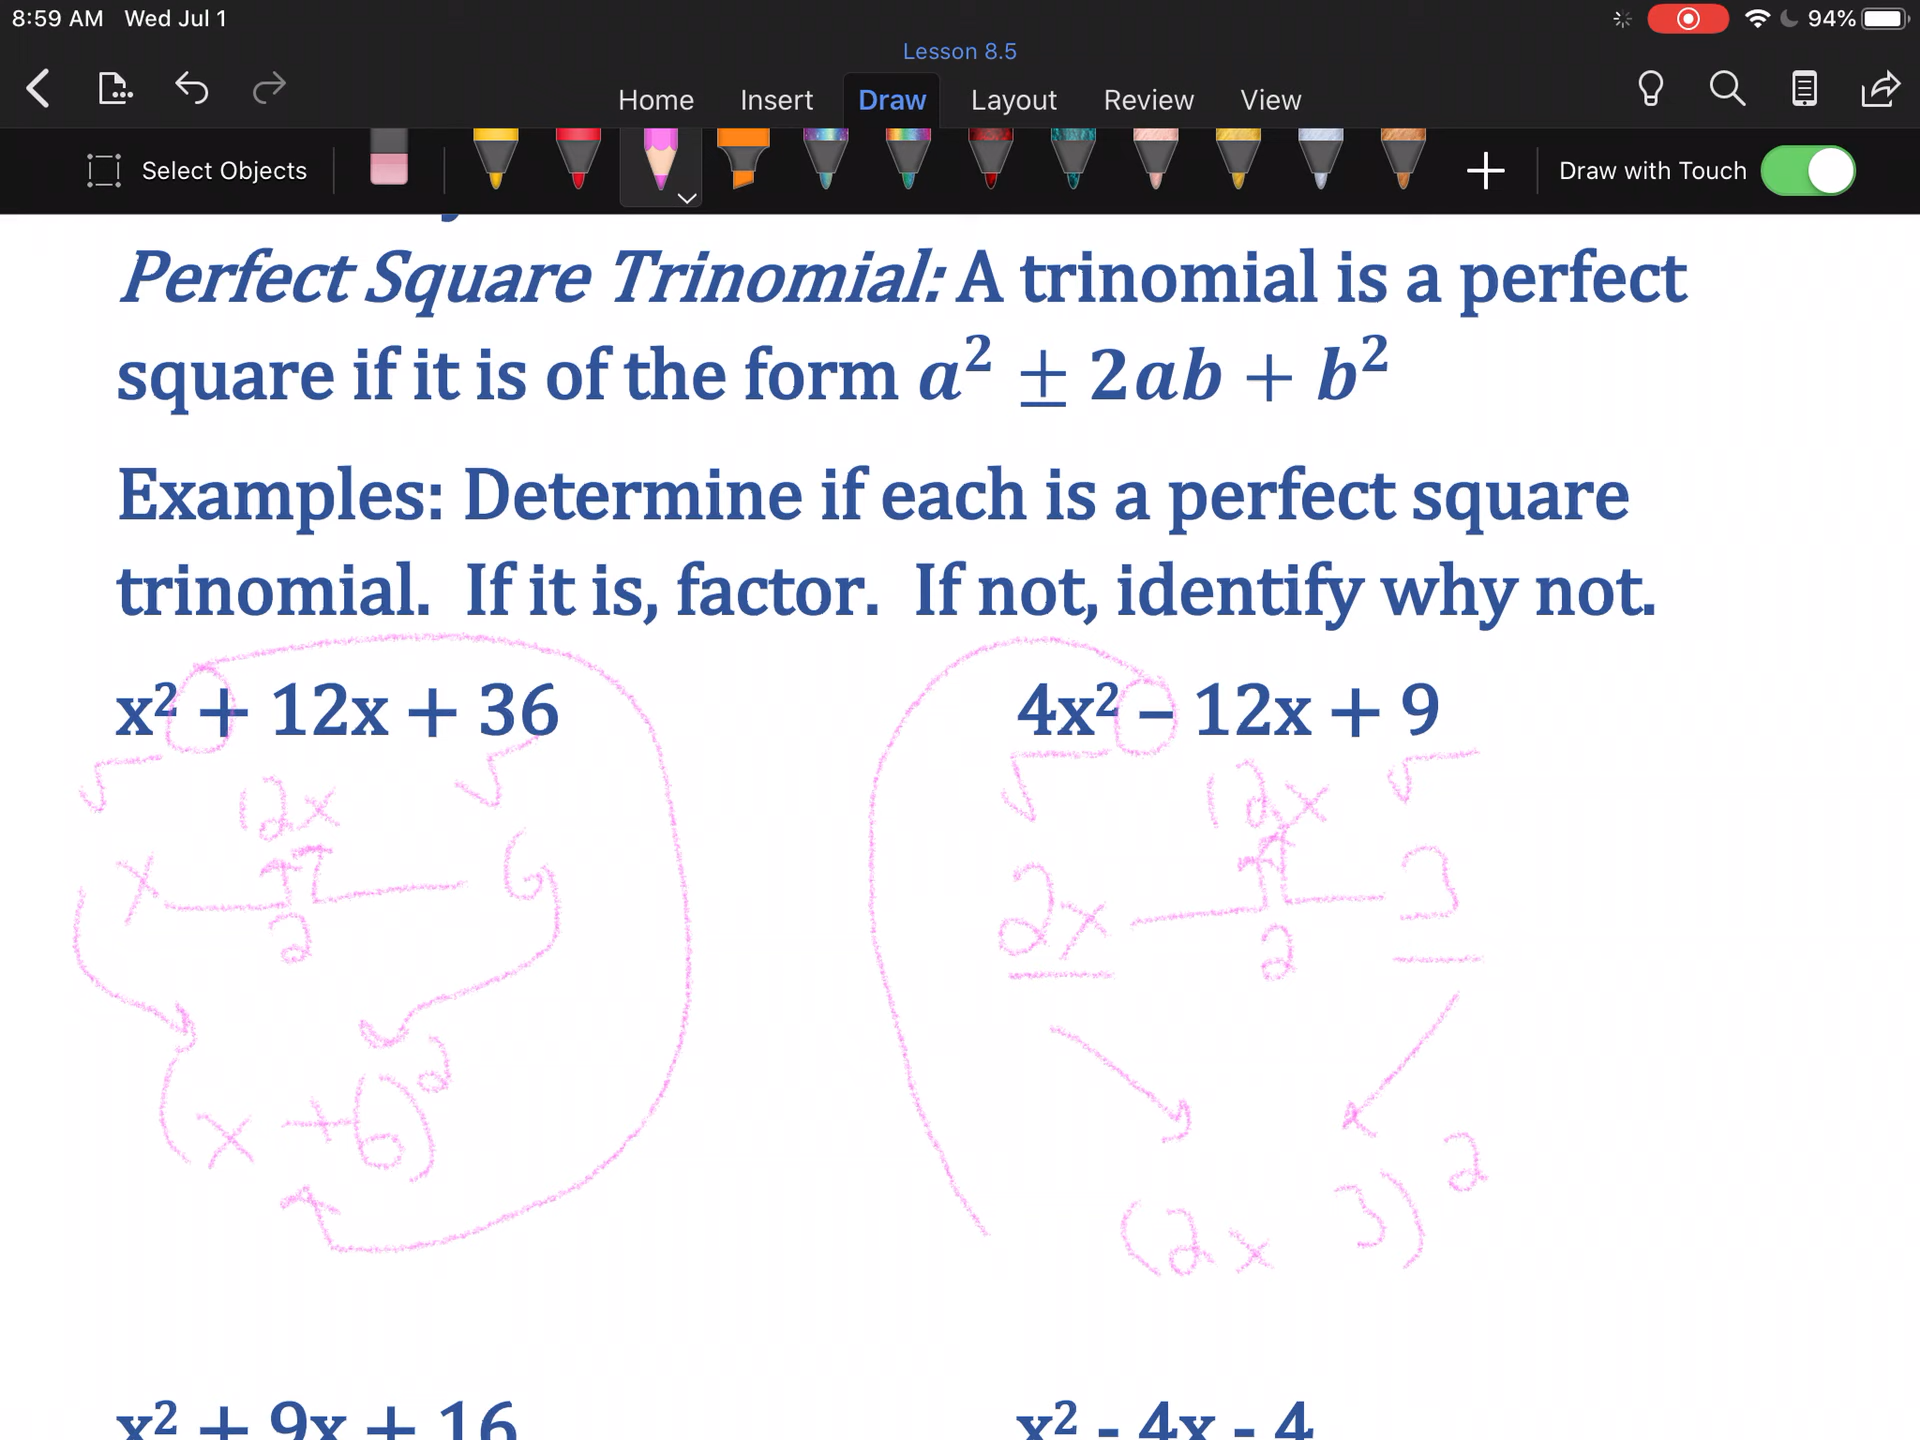 8:59 AM Wed Jul 1
94%
Lesson 8.5
Home Insert Draw Layout Review View
Select Objects
Draw with Touch
Perfect Square Trinomial: A trinomial is a perfect
square if it is of the form a² ± 2ab + b²
Examples: Determine if each is a perfect square
trinomial. If it is, factor. If not, identify why not.
x² + 12x + 36
4x² – 12x + 9
√ 12x √
x 2 6
(x + 6)²
√ 12x √
2x 2 3
(2x 3)²
x² + 9x + 16
x² - 4x - 4